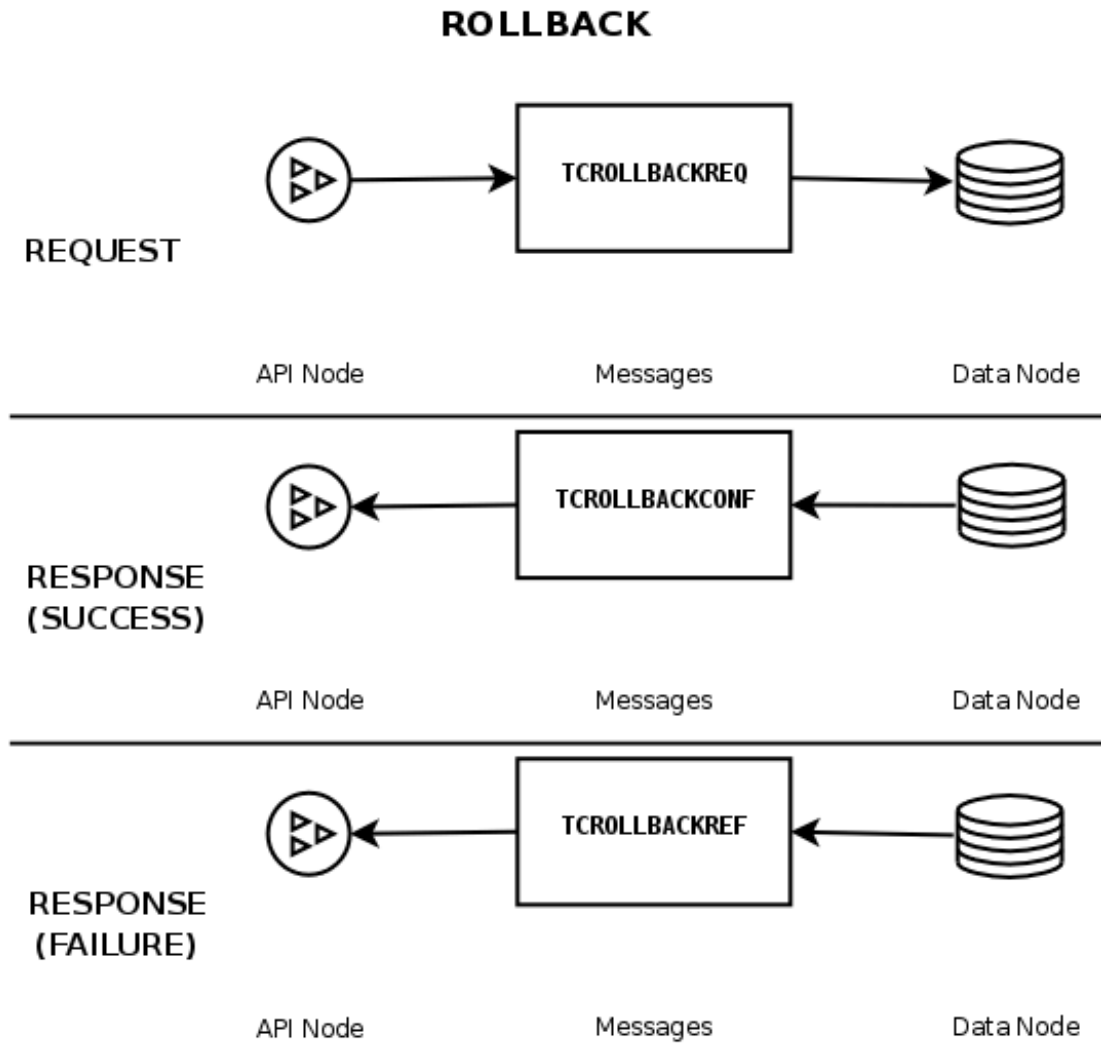 ROLLBACK
TCROLLBACKREQ
REQUEST
API Node Messages Data Node
TCROLLBACKCONF
RESPONSE
(SUCCESS)
API Node Messages Data Node
TCROLLBACKREF
RESPONSE
(FAILURE)
API Node Messages Data Node